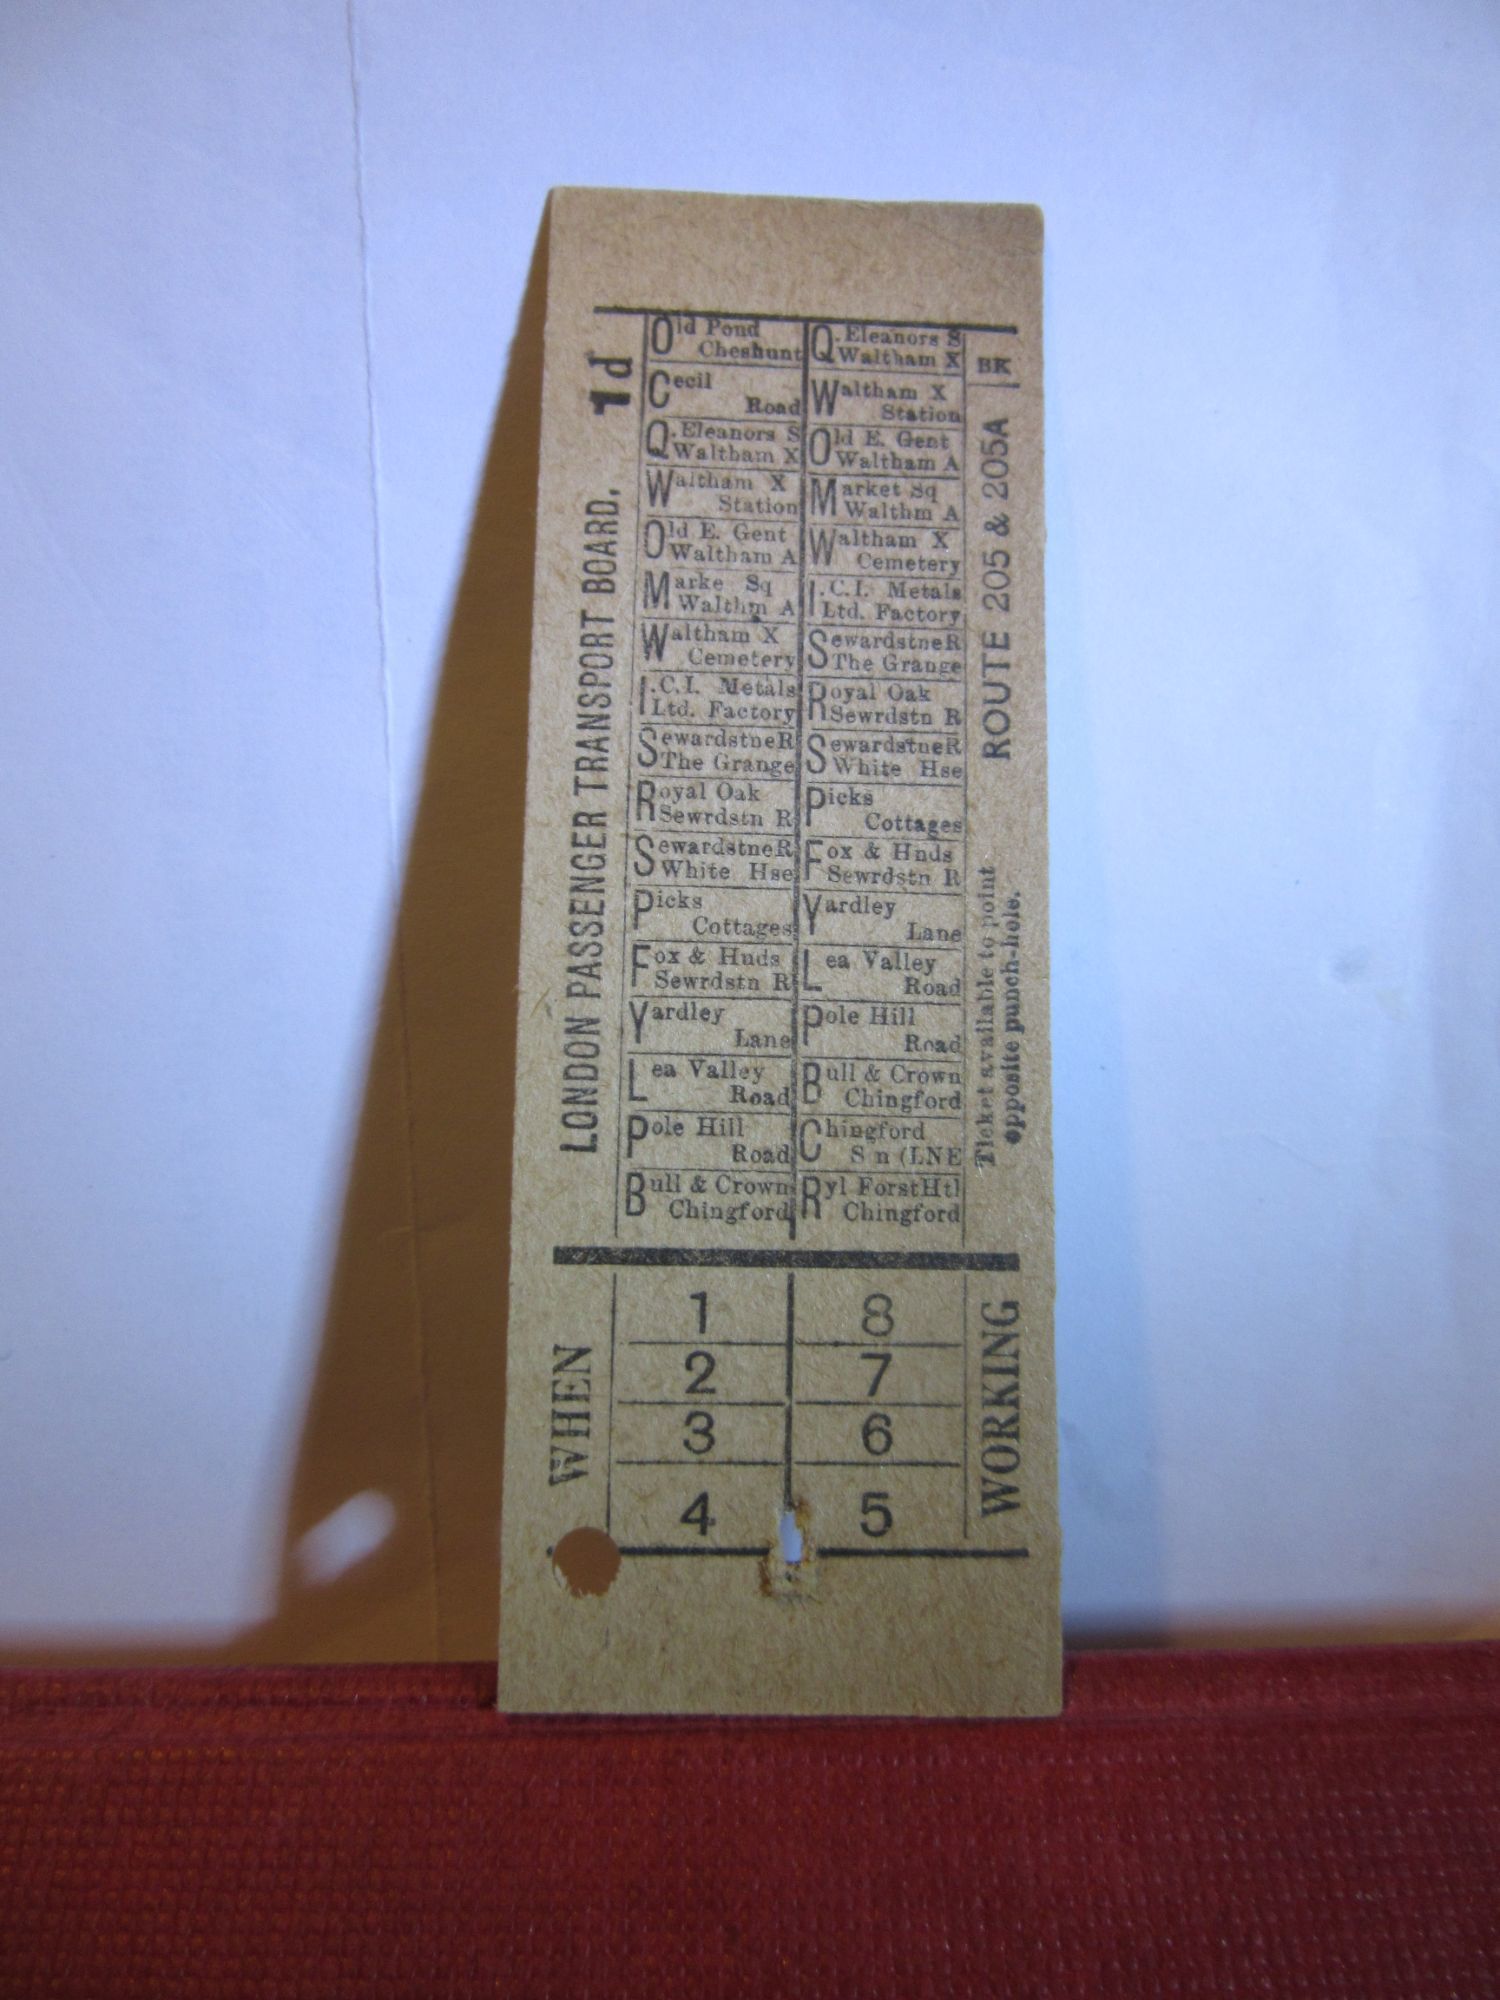 LONDON PASSENGER TRANSPORT BOARD. 1d
Old Pond
Cheshunt
Cecil
Road
Q. Eleanors S
Waltham X
Waltham X
Station
Old E. Gent
Waltham A
Marke Sq
Walthm A
Waltham X
Cemetery
I.C.I. Metals
Ltd. Factory
SewardstneR
The Grange
Royal Oak
Sewrdstn R
SewardstneR
White Hse
Picks
Cottages
Fox & Hnds
Sewrdstn R
Yardley
Lane
Lea Valley
Road
Pole Hill
Road
Bull & Crown
Chingford
Q. Eleanors S
Waltham X
Waltham X
Station
Old E. Gent
Waltham A
Market Sq
Walthm A
Waltham X
Cemetery
I.C.I. Metals
Ltd. Factory
SewardstneR
The Grange
Royal Oak
Sewrdstn R
SewardstneR
White Hse
Picks
Cottages
Fox & Hnds
Sewrdstn R
Yardley
Lane
Lea Valley
Road
Pole Hill
Road
Bull & Crown
Chingford
Chingford
S n (LNE
Ryl ForstHtl
Chingford
BK
ROUTE 205 & 205A
Ticket available to point
opposite punch-hole.
WHEN
1 8
2 7
3 6
4 5
WORKING